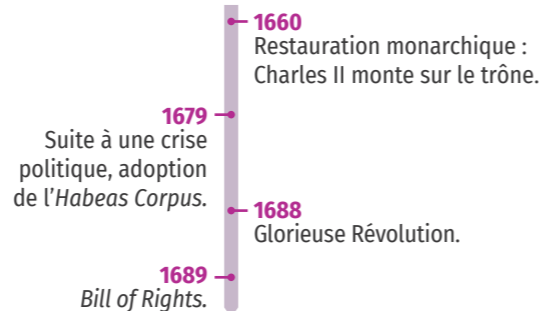 1660
Restauration monarchique :
Charles II monte sur le trône.
1679
Suite à une crise
politique, adoption
de l'Habeas Corpus.
1688
Glorieuse Révolution.
1689
Bill of Rights.